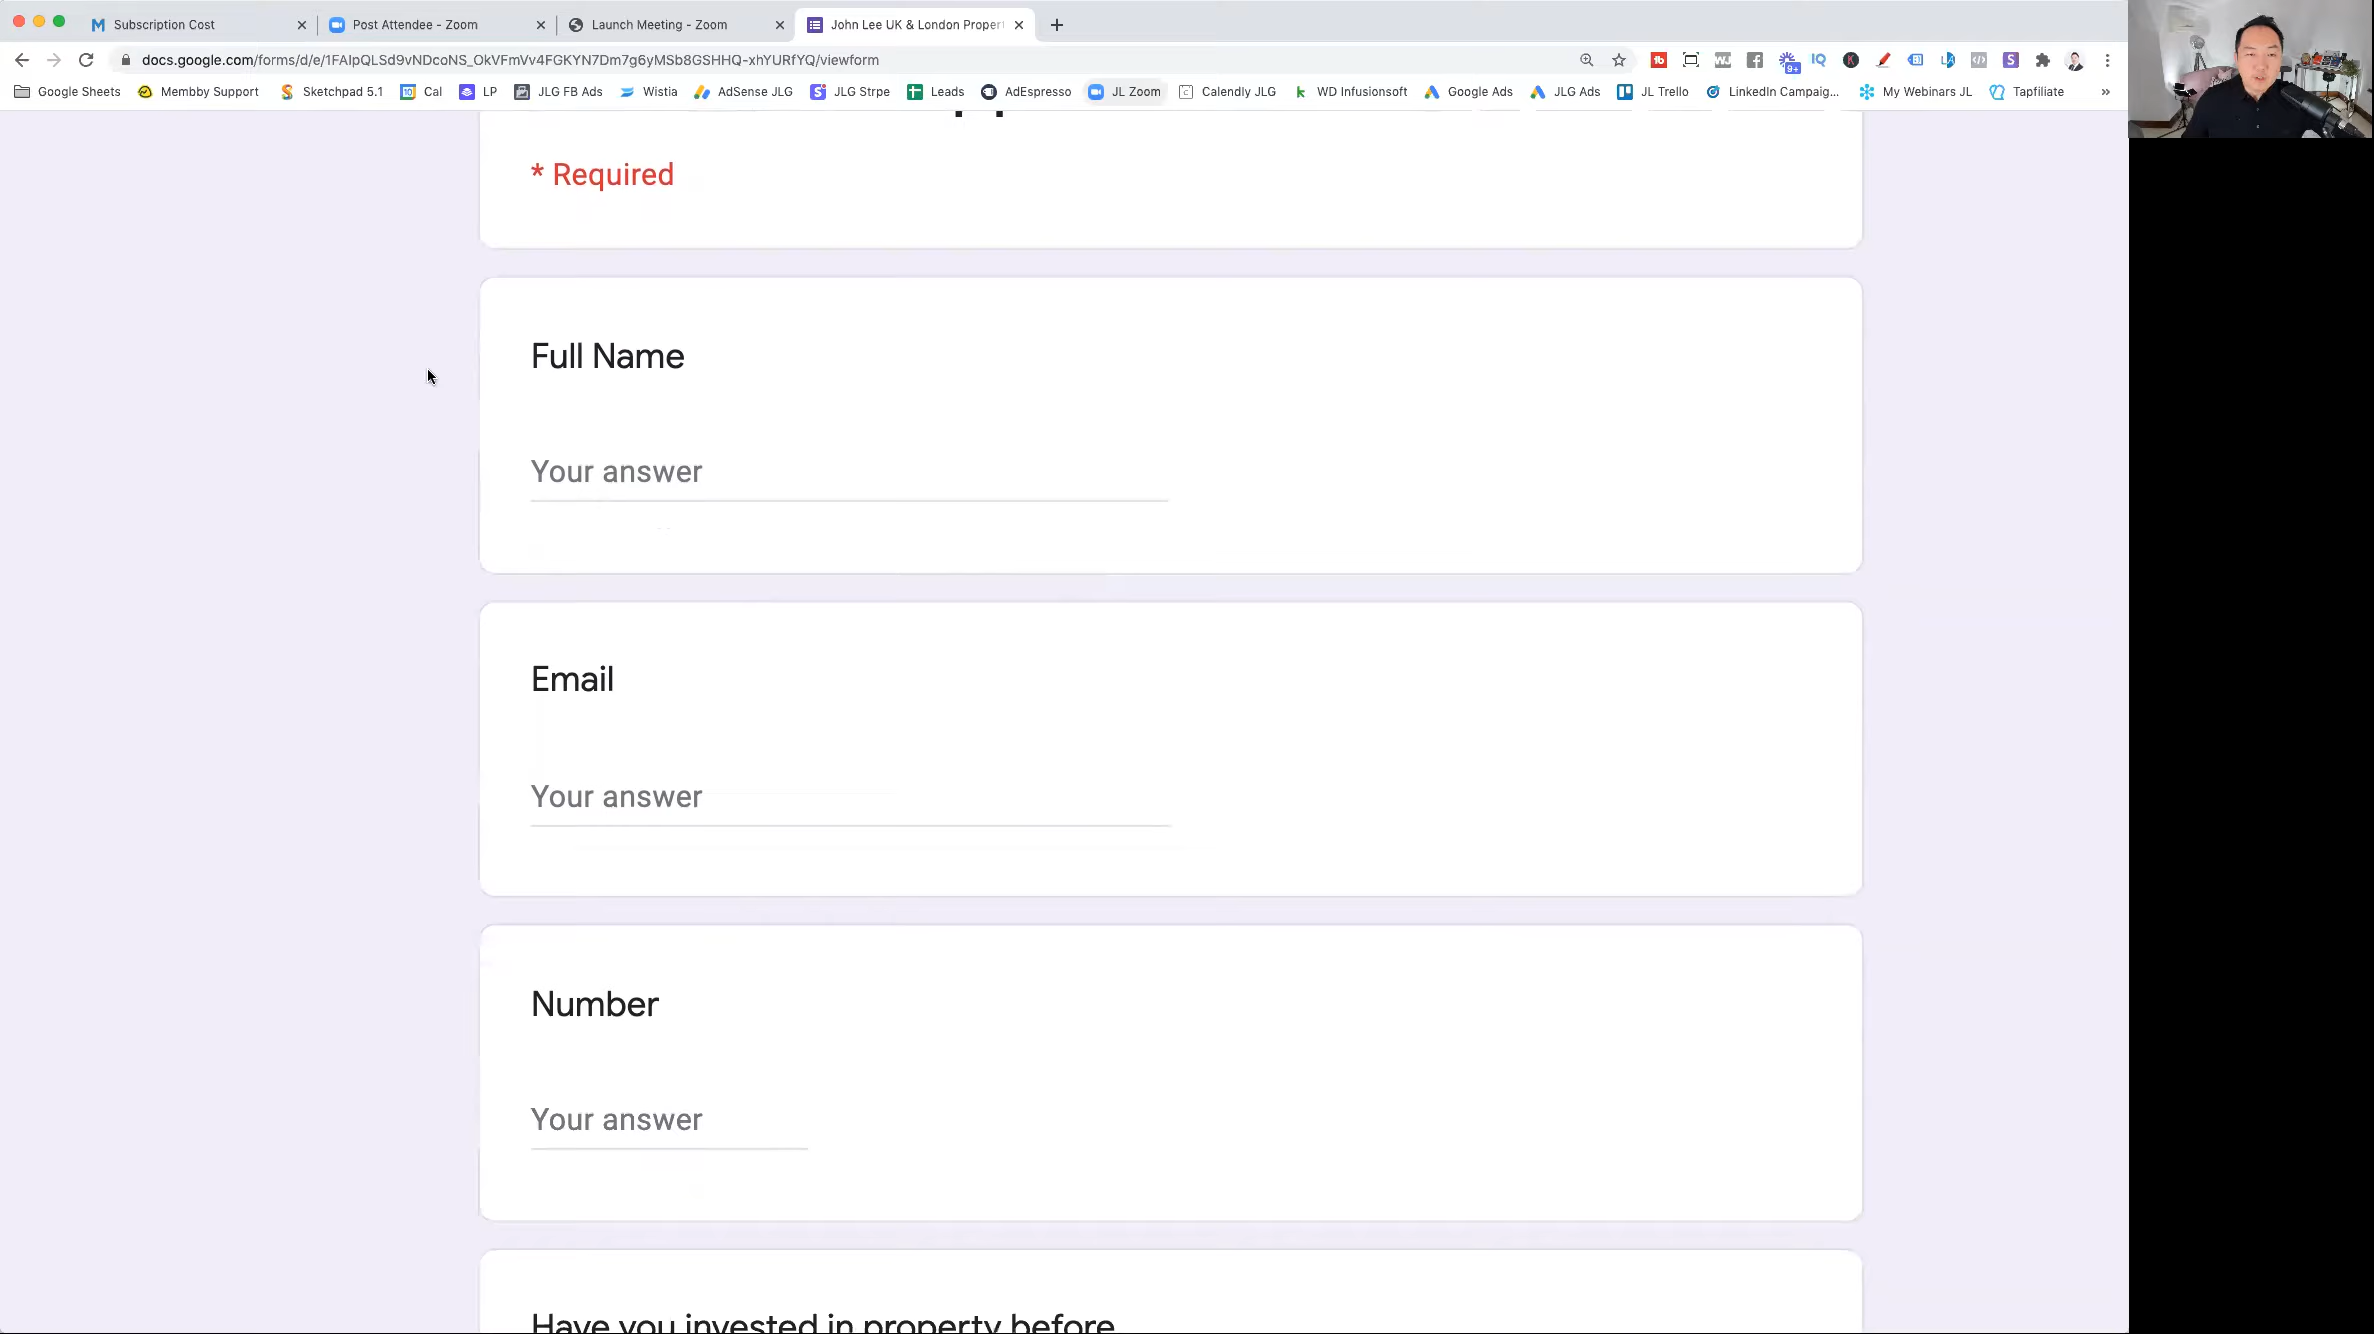 Subscription Cost
Post Attendee - Zoom
Launch Meeting - Zoom
John Lee UK & London Proper
docs.google.com/forms/d/e/1FAIpQLSd9vNDcoNS_OkVFmVv4FGKYN7Dm7g6yMSb8GSHHQ-xhYURfYQ/viewform
Google Sheets
Membby Support
Sketchpad 5.1
Cal
LP
JLG FB Ads
Wistia
AdSense JLG
JLG Strpe
Leads
AdEspresso
JL Zoom
Calendly JLG
WD Infusionsoft
Google Ads
JLG Ads
JL Trello
LinkedIn Campaig...
My Webinars JL
Tapfiliate
»
* Required
Full Name
Your answer
Email
Your answer
Number
Your answer
Have you invested in property before